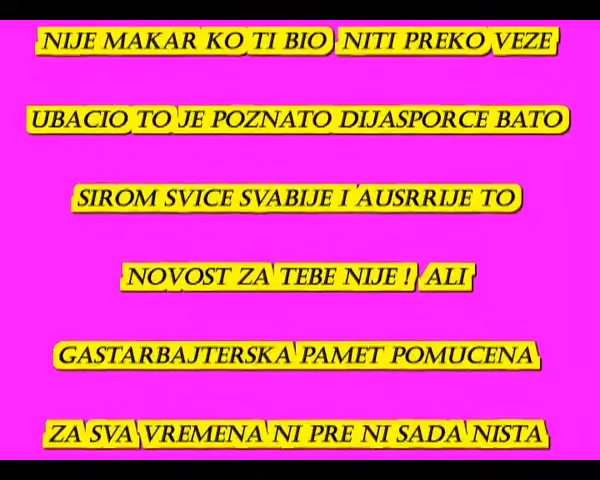 NIJE MAKAR KO TI BIO NITI PREKO VEZE
UBACIO TO JE POZNATO DIJASPORCE BATO
SIROM SVICE SVABIJE I AUSRRIJE TO
NOVOST ZA TEBE NIJE ! ALI
GASTARBAJTERSKA PAMET POMUCENA
ZA SVA VREMENA NI PRE NI SADA NISTA